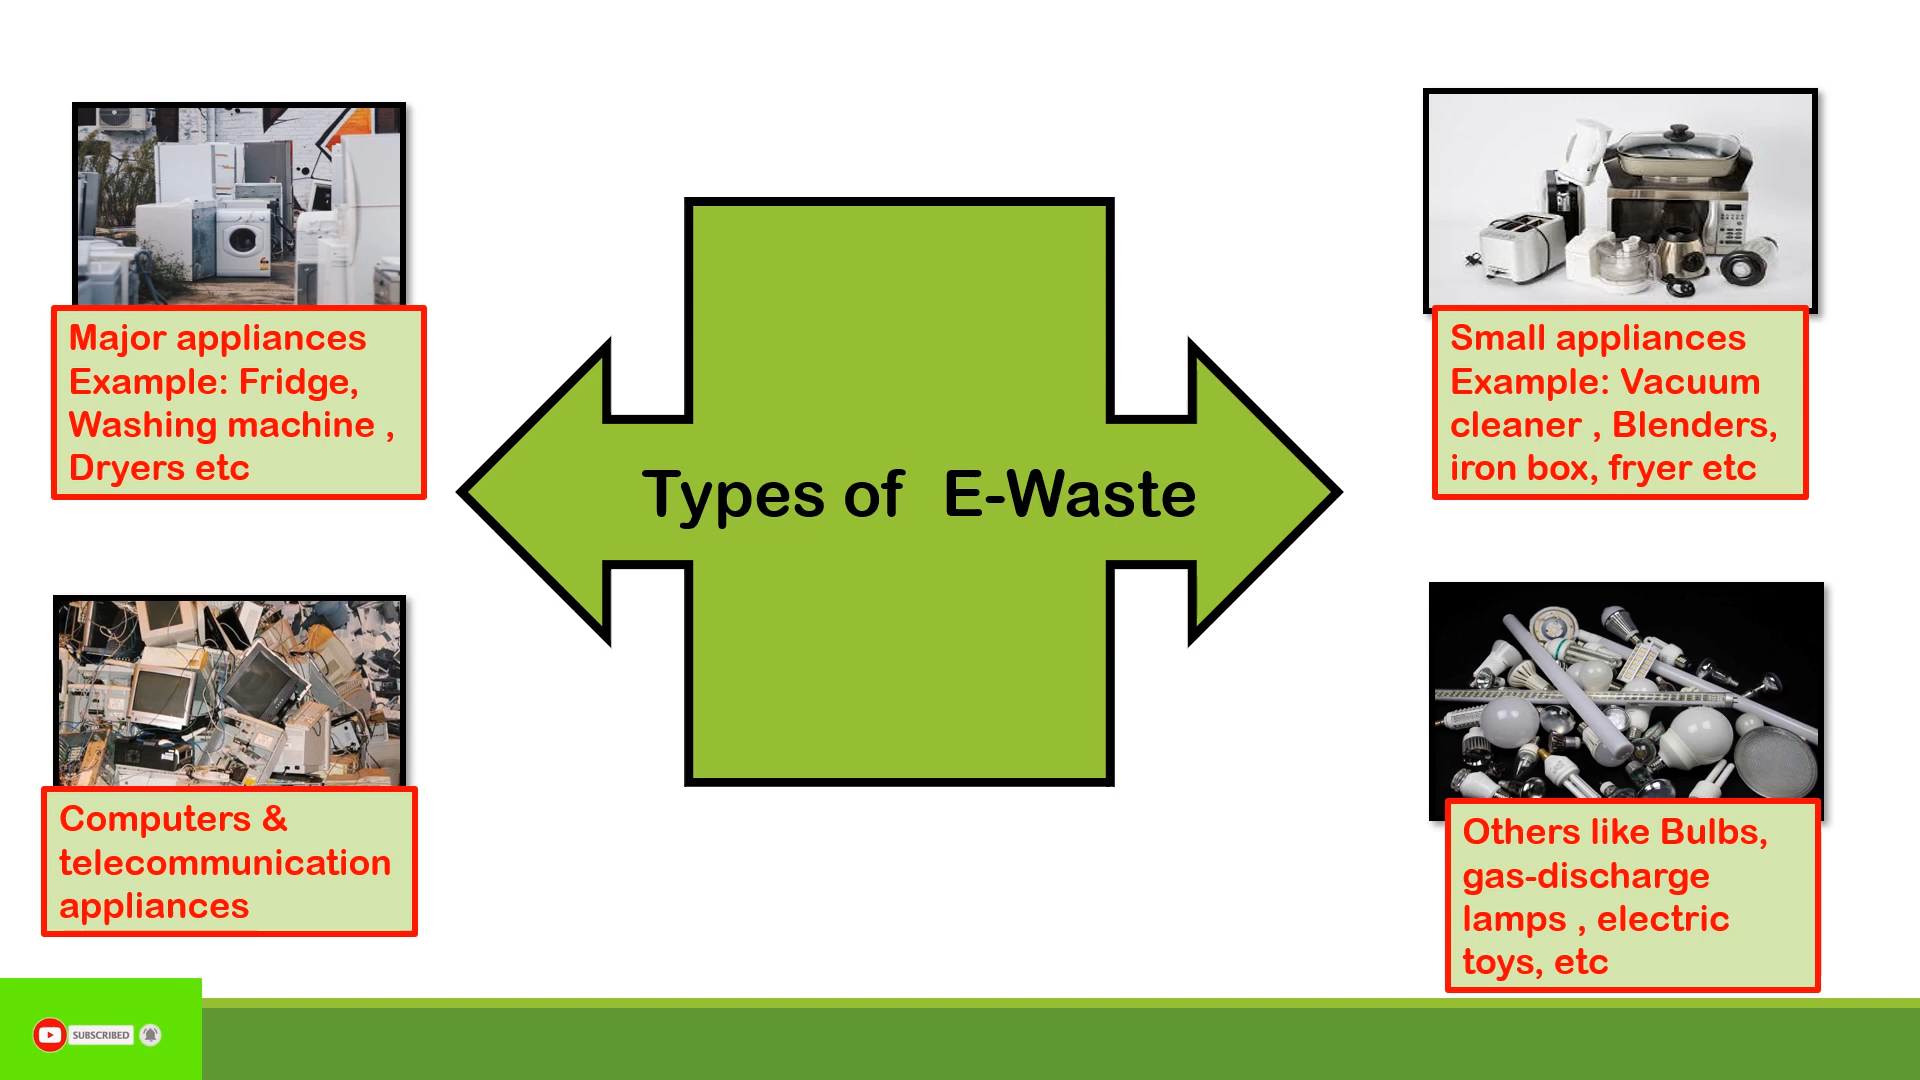 Major appliances
Example: Fridge,
Washing machine ,
Dryers etc
Small appliances
Example: Vacuum
cleaner , Blenders,
iron box, fryer etc
Types of  E-Waste
Computers &
telecommunication
appliances
Others like Bulbs,
gas-discharge
lamps , electric
toys, etc
SUBSCRIBED